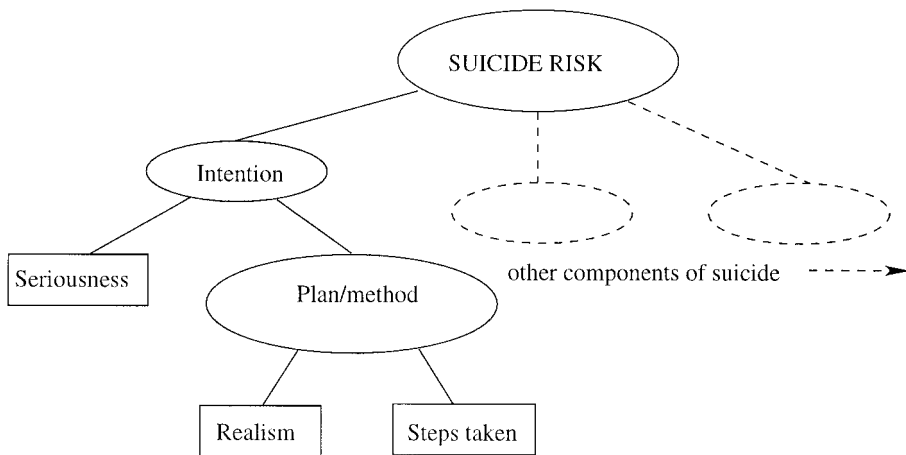 SUICIDE RISK
Intention
Seriousness
Plan/method
other components of suicide
Realism
Steps taken